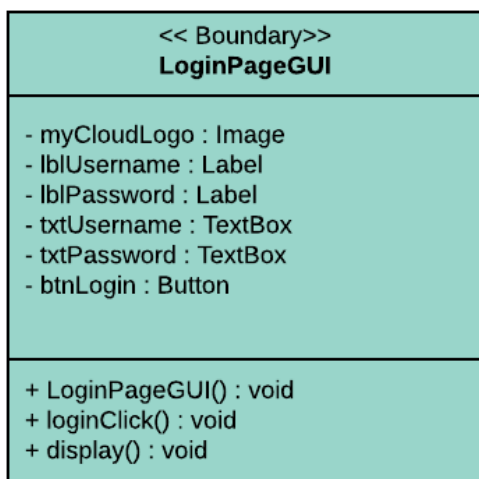 << Boundary>>
LoginPageGUI
- myCloudLogo : Image
- lblUsername : Label
- lblPassword : Label
- txtUsername : TextBox
- txtPassword : TextBox
- btnLogin : Button
+ LoginPageGUI() : void
+ loginClick() : void
+ display() : void